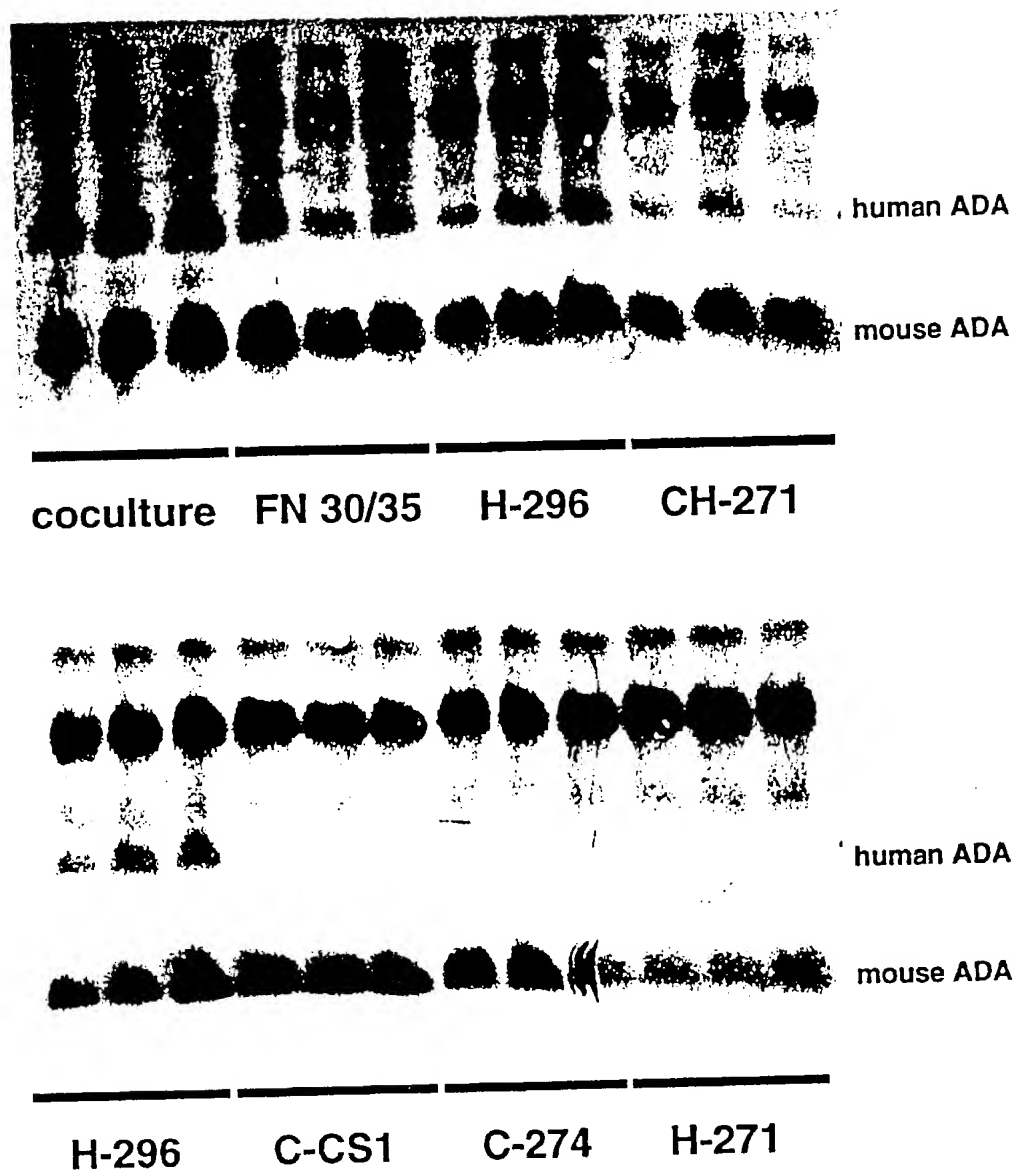 human ADA
mouse ADA
coculture FN 30/35 H-296 CH-271
human ADA
mouse ADA
H-296 C-CS1 C-274 H-271